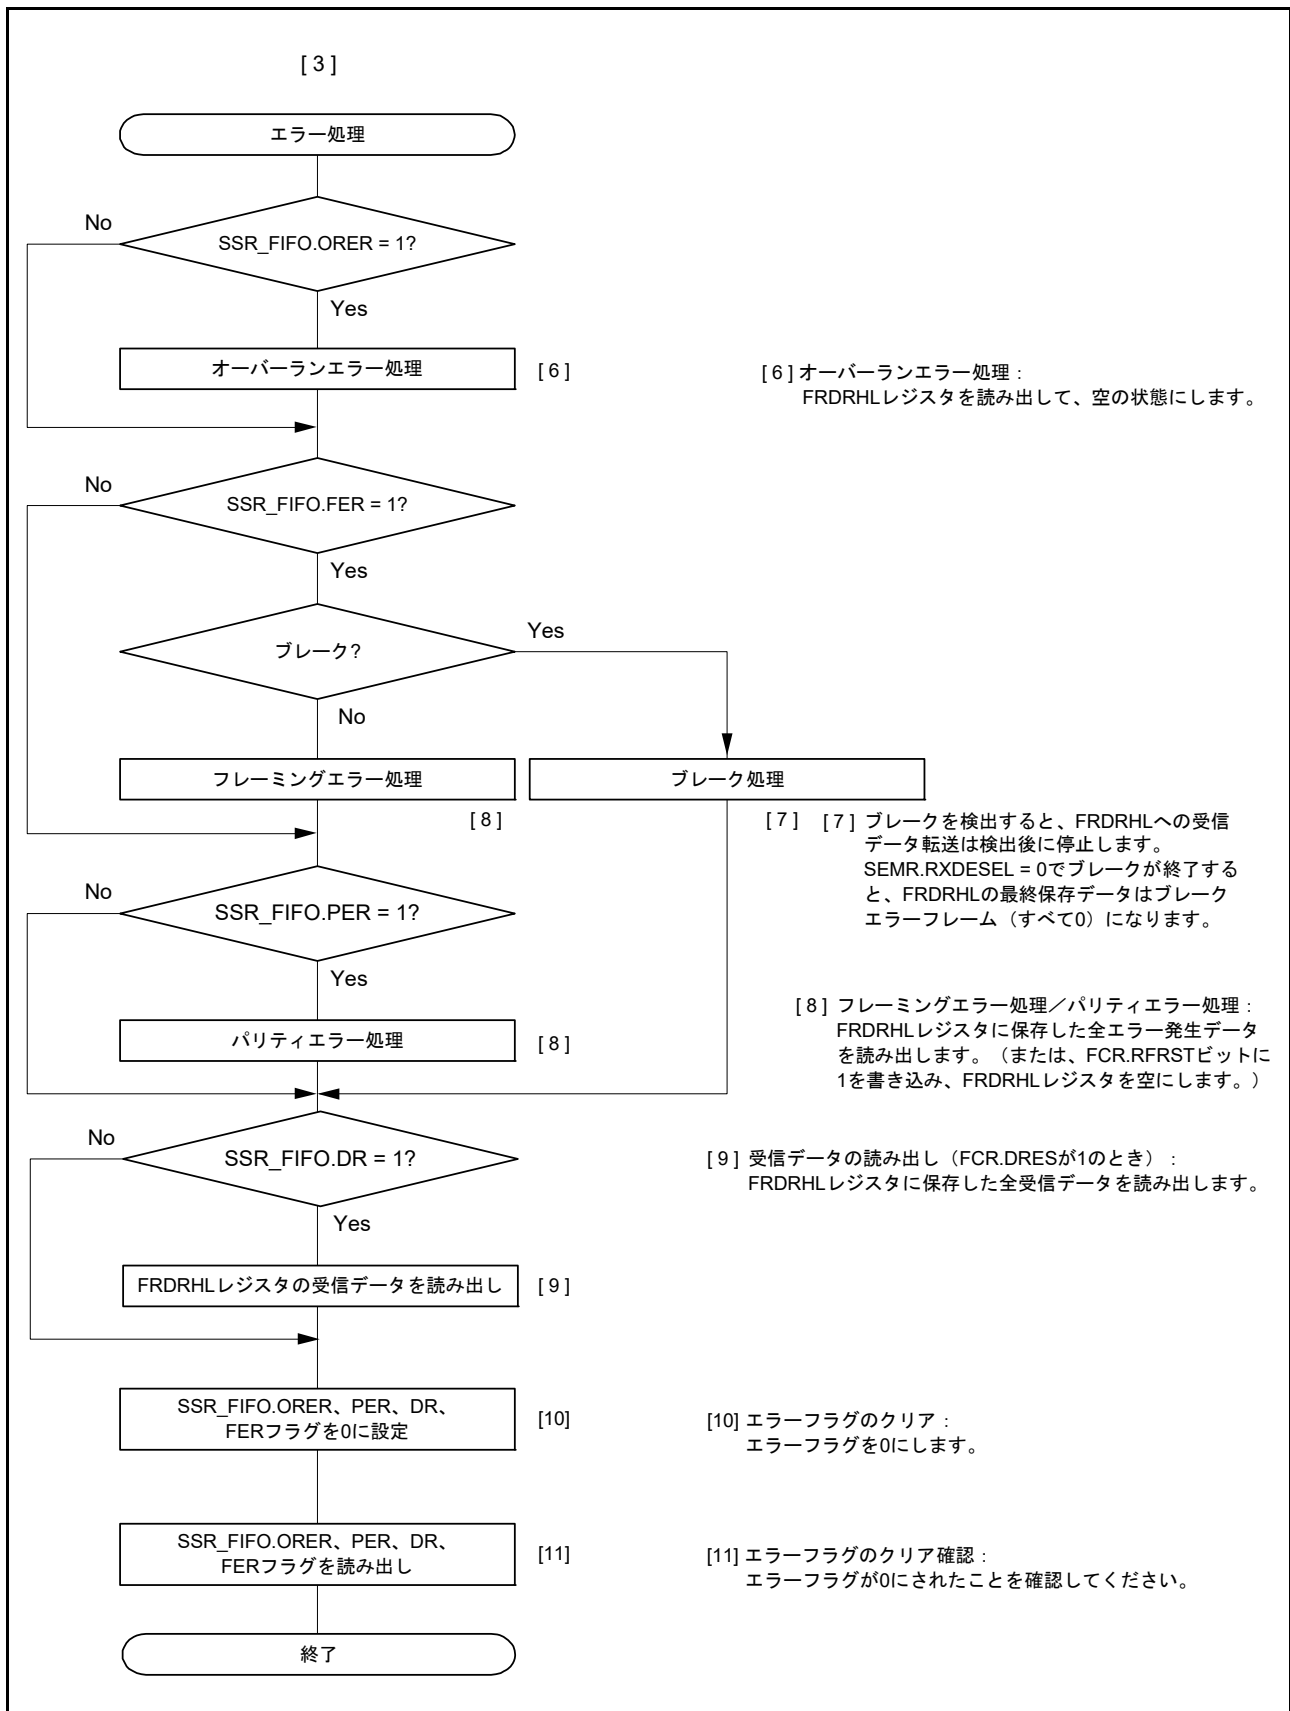 [ 3 ]
エラー処理
No
SSR_FIFO.ORER = 1?
Yes
オーバーランエラー処理
[ 6 ]
[ 6 ] オーバーランエラー処理：
FRDRHLレジスタを読み出して、空の状態にします。
No
SSR_FIFO.FER = 1?
Yes
ブレーク?
Yes
No
フレーミングエラー処理
ブレーク処理
[ 8 ]
[ 7 ]
[ 7 ] ブレークを検出すると、FRDRHLへの受信
データ転送は検出後に停止します。
SEMR.RXDESEL = 0でブレークが終了する
と、FRDRHLの最終保存データはブレーク
エラーフレーム（すべて0）になります。
No
SSR_FIFO.PER = 1?
Yes
パリティエラー処理
[ 8 ]
[ 8 ] フレーミングエラー処理／パリティエラー処理：
FRDRHLレジスタに保存した全エラー発生データ
を読み出します。（または、FCR.RFRSTビットに
1を書き込み、FRDRHLレジスタを空にします。）
No
SSR_FIFO.DR = 1?
Yes
[ 9 ] 受信データの読み出し（FCR.DRESが1のとき）：
FRDRHLレジスタに保存した全受信データを読み出します。
FRDRHLレジスタの受信データを読み出し
[ 9 ]
SSR_FIFO.ORER、PER、DR、
FERフラグを0に設定
[10]
[10] エラーフラグのクリア：
エラーフラグを0にします。
SSR_FIFO.ORER、PER、DR、
FERフラグを読み出し
[11]
[11] エラーフラグのクリア確認：
エラーフラグが0にされたことを確認してください。
終了